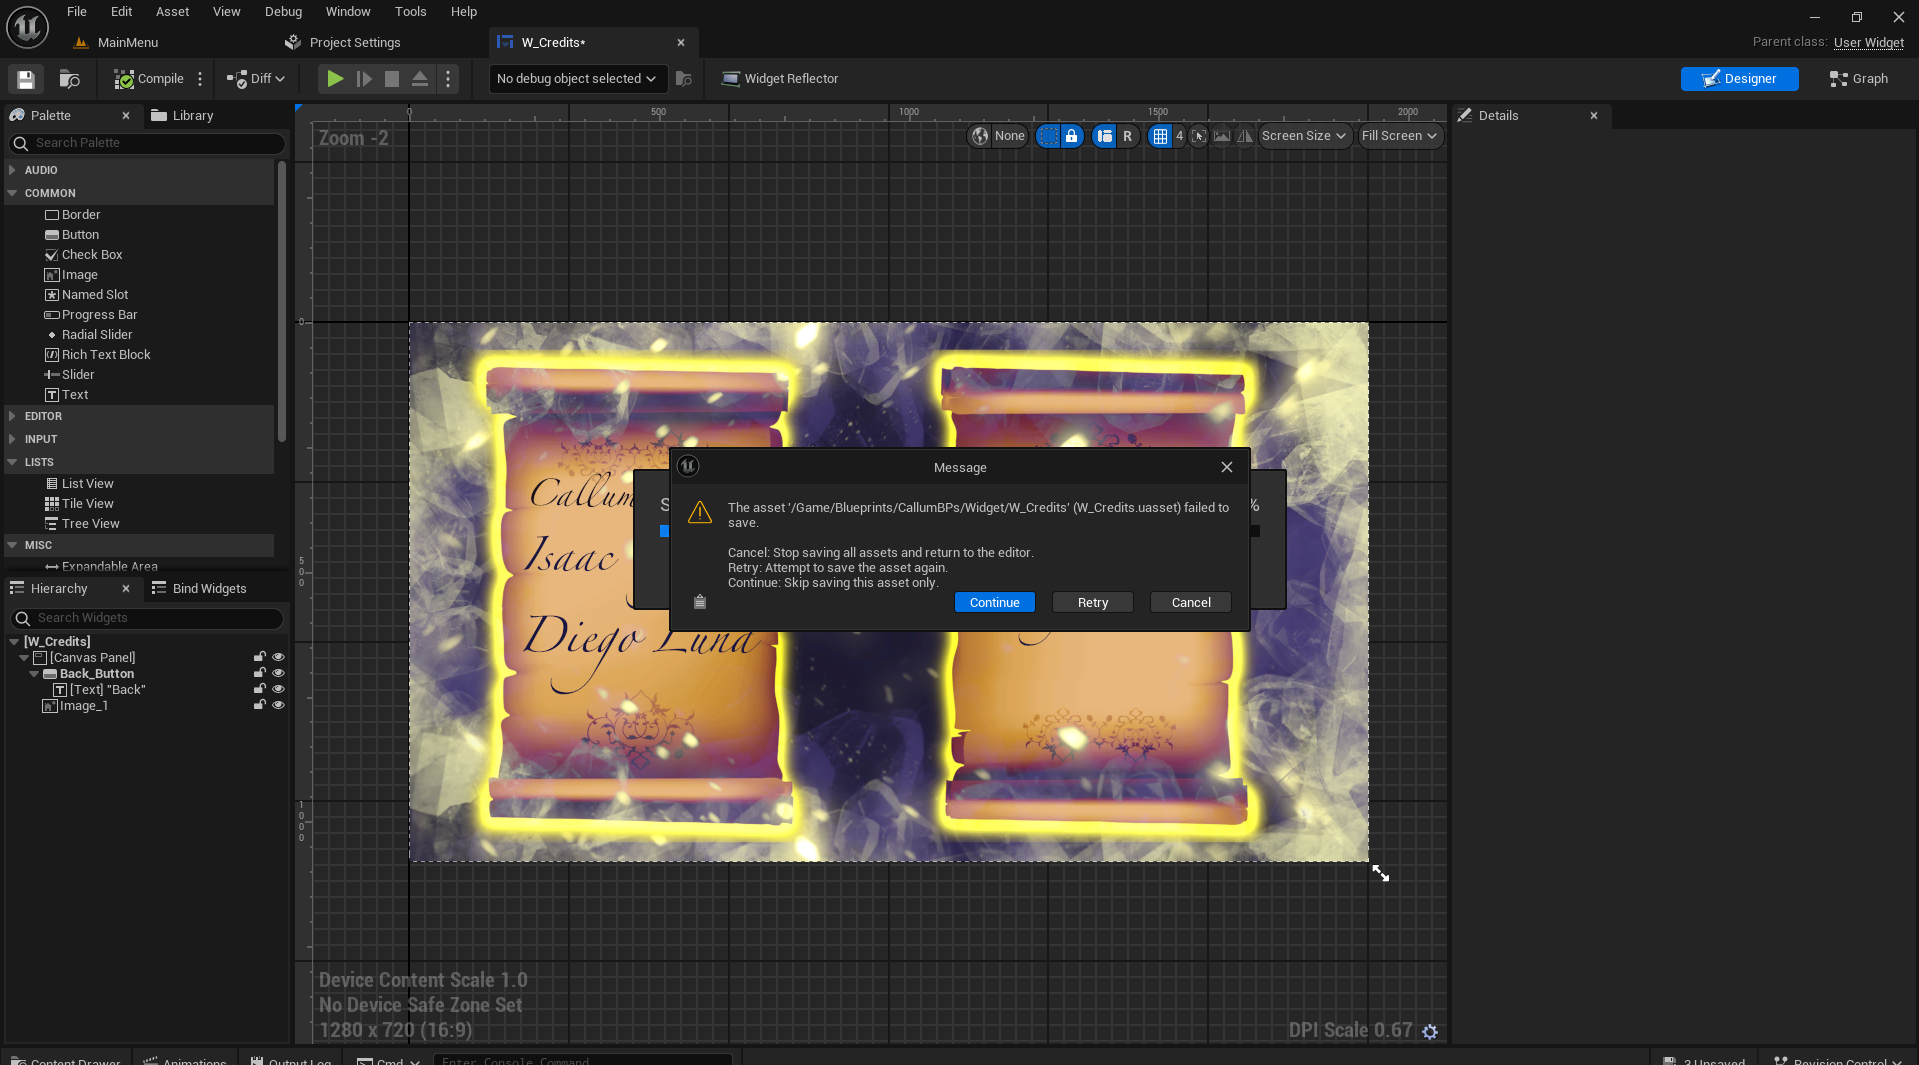 File Edit Asset View Debug Window Tools Help
MainMenu
Project Settings
W_Credits*
Parent class: User Widget
Compile
Diff
No debug object selected
Widget Reflector
Designer
Graph
Palette
Library
Search Palette
AUDIO
COMMON
Border
Button
Check Box
Image
Named Slot
Progress Bar
Radial Slider
Rich Text Block
Slider
Text
EDITOR
INPUT
LISTS
List View
Tile View
Tree View
MISC
Expandable Area
Hierarchy
Bind Widgets
Search Widgets
[W_Credits]
[Canvas Panel]
Back_Button
[Text] "Back"
Image_1
0 500 1000 1500 2000
Zoom -2
None
R
4
Screen Size
Fill Screen
0
500
1000
Callum
Isaac
Diego Luna
S
%
Message
The asset '/Game/Blueprints/CallumBPs/Widget/W_Credits' (W_Credits.uasset) failed to
save.
Cancel: Stop saving all assets and return to the editor.
Retry: Attempt to save the asset again.
Continue: Skip saving this asset only.
Continue
Retry
Cancel
Device Content Scale 1.0
No Device Safe Zone Set
1280 x 720 (16:9)
DPI Scale 0.67
Details
Content Drawer
Animations
Output Log
Cmd
Enter Console Command
3 Unsaved
Revision Control